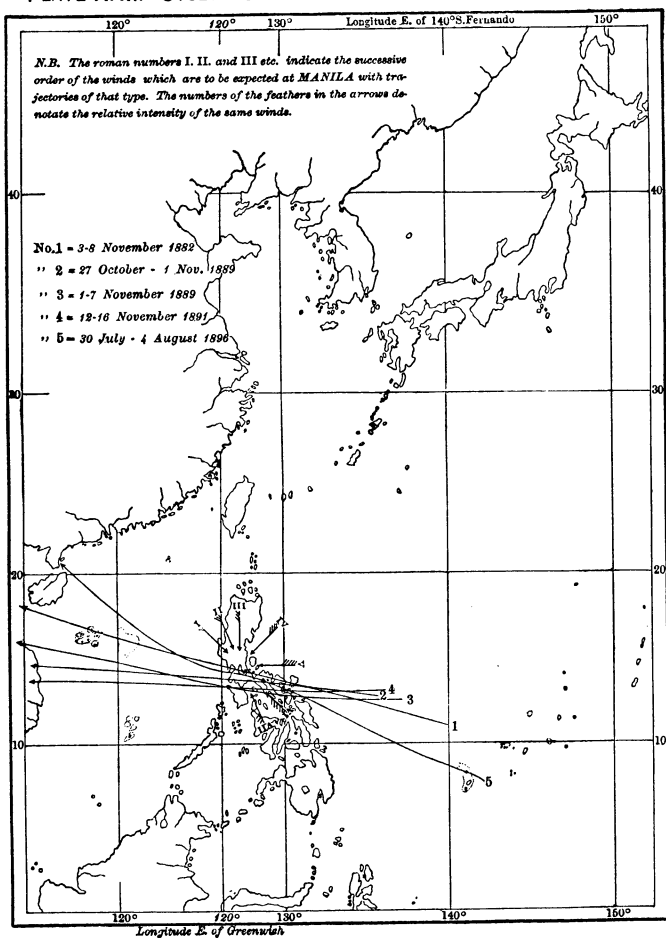 120°
120°
130°
Longitude E. of 140°S.Fernando
150°
N.B. The roman numbers I. II. and III etc. indicate the successive
order of the winds which are to be expected at MANILA with tra-
jectories of that type. The numbers of the feathers in the arrows de-
notate the relative intensity of the same winds.
40
40
No.1 = 3-8 November 1882
" 2 = 27 October - 1 Nov. 1889
" 3 = 1-7 November 1889
" 4 = 12-16 November 1891
" 5 = 30 July - 4 August 1896
30
30
20
20
I
II
III
4
2
3
1
5
10
10
120°
120°
130°
140°
150°
Longitude E. of Greenwish